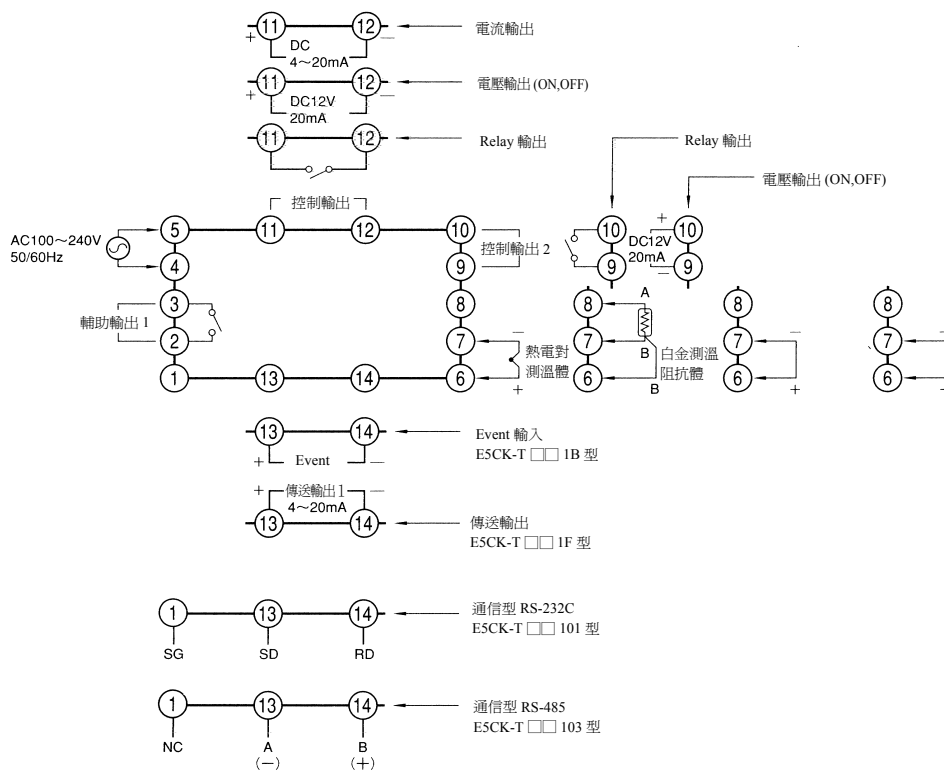 11 12 電流輸出
+ DC —
4～20mA
11 12 電壓輸出 (ON,OFF)
+ DC12V —
20mA
11 12 Relay 輸出
Relay 輸出
電壓輸出 (ON,OFF)
控制輸出
AC100～240V
50/60Hz
5 11 12 10
控制輸出 2
4 9
3 8
輔助輸出 1
2 7
1 13 14 6
—
熱電對
測溫體
+
10
9
DC12V
20mA
+
10
9
—
8 A
7 B
6 B
白金測溫
阻抗體
8
7 —
6 +
8
7 —
6 +
13 14 Event 輸入
E5CK-T □□ 1B 型
+ Event —
+ 傳送輸出 1 —
4～20mA
13 14 傳送輸出
E5CK-T □□ 1F 型
1 13 14 通信型 RS-232C
E5CK-T □□ 101 型
SG SD RD
1 13 14 通信型 RS-485
E5CK-T □□ 103 型
NC A B
(—) (+)